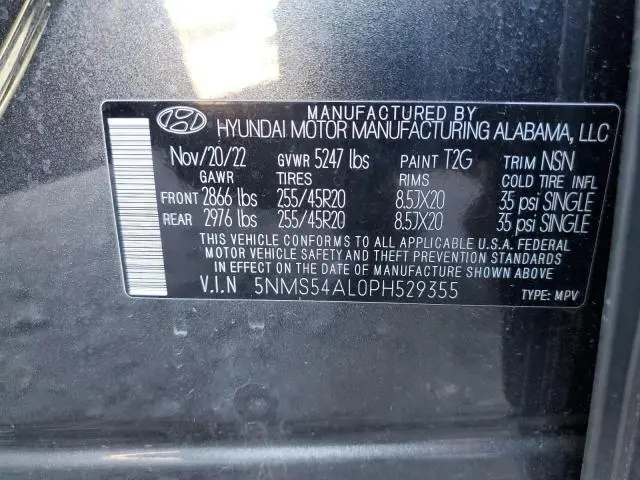 MANUFACTURED BY
HYUNDAI MOTOR MANUFACTURING ALABAMA, LLC
Nov/20/22 GVWR 5247 lbs PAINT T2G TRIM NSN
GAWR TIRES RIMS COLD TIRE INFL
FRONT 2866 lbs 255/45R20 8.5JX20 35 psi SINGLE
REAR 2976 lbs 255/45R20 8.5JX20 35 psi SINGLE
THIS VEHICLE CONFORMS TO ALL APPLICABLE U.S.A. FEDERAL
MOTOR VEHICLE SAFETY AND THEFT PREVENTION STANDARDS
IN EFFECT ON THE DATE OF MANUFACTURE SHOWN ABOVE
V.I.N 5NMS54AL0PH529355 TYPE: MPV